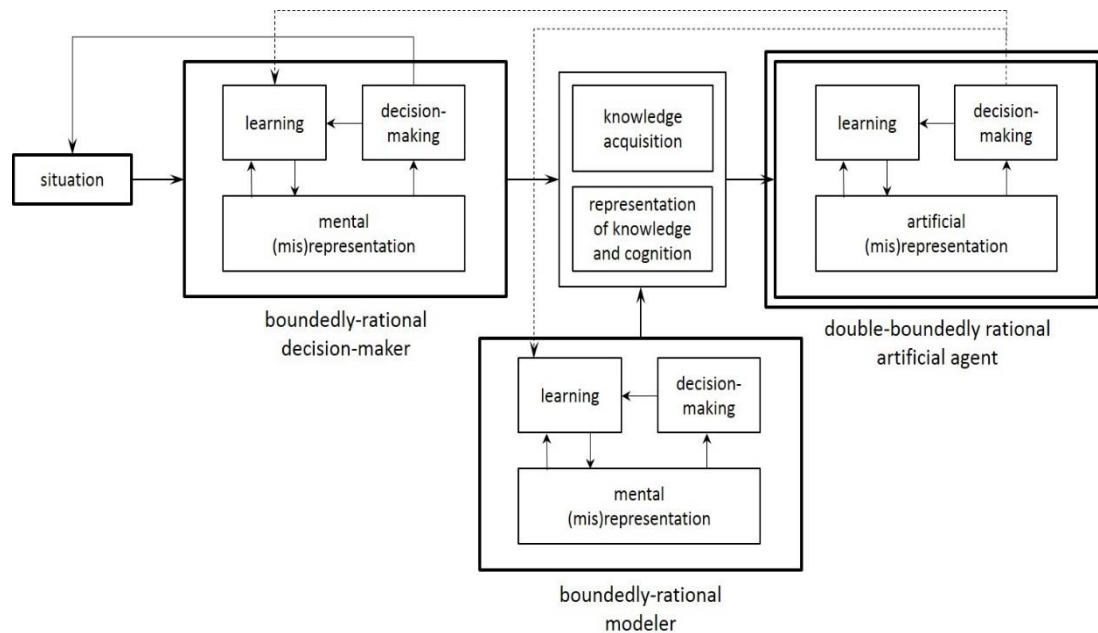 situation
learning
decision-
making
mental
(mis)representation
boundedly-rational
decision-maker
knowledge
acquisition
representation
of knowledge
and cognition
learning
decision-
making
artificial
(mis)representation
double-boundedly rational
artificial agent
learning
decision-
making
mental
(mis)representation
boundedly-rational
modeler